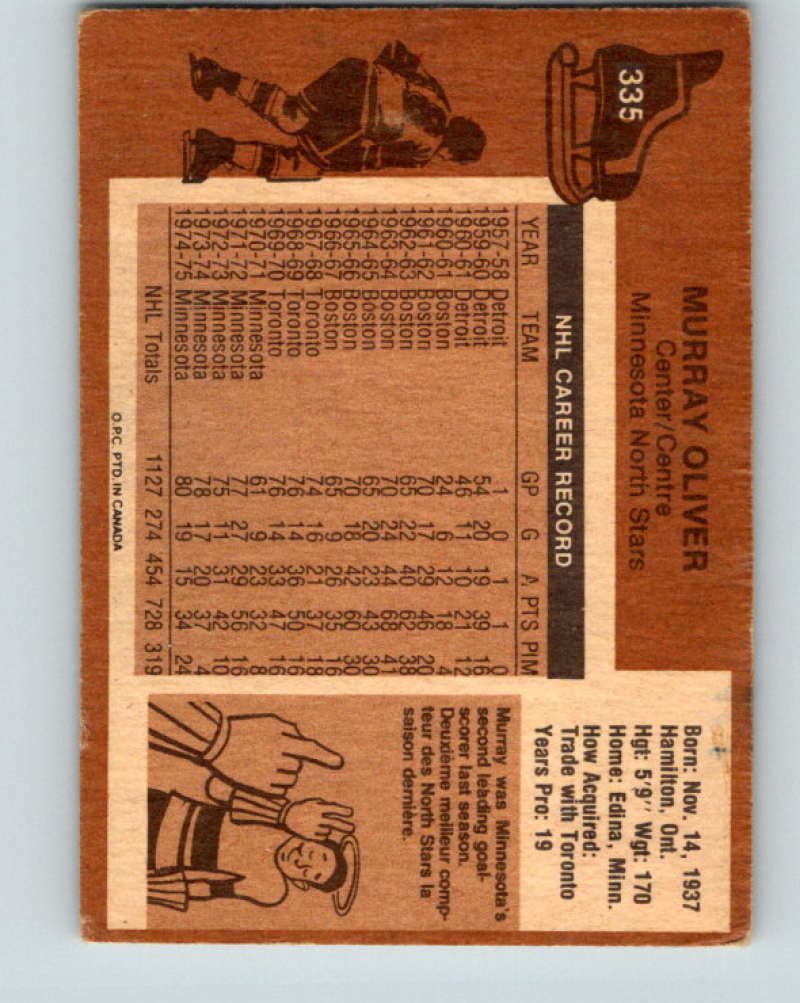 335
MURRAY OLIVER
Center/Centre
Minnesota North Stars
Born: Nov. 14, 1937
Hamilton, Ont.
Hgt: 5'9" Wgt: 170
Home: Edina, Minn.
How Acquired:
Trade with Toronto
Years Pro: 19
NHL CAREER RECORD
YEAR TEAM GP G A PTS PIM
1957-58 Detroit 1 0 1 1 0
1959-60 Detroit 54 20 19 39 16
1960-61 Detroit 46 11 10 21 12
1960-61 Boston 24 6 12 18 4
1961-62 Boston 70 17 29 46 20
1962-63 Boston 65 22 40 62 38
1963-64 Boston 70 24 44 68 41
1964-65 Boston 65 20 23 43 30
1965-66 Boston 70 18 42 60 30
1966-67 Boston 65 9 26 35 16
1967-68 Toronto 74 16 21 37 18
1968-69 Toronto 76 14 36 50 16
1969-70 Toronto 76 14 33 47 16
1970-71 Minnesota 61 9 23 32 8
1971-72 Minnesota 77 27 29 56 16
1972-73 Minnesota 75 11 31 42 10
1973-74 Minnesota 78 17 20 37 4
1974-75 Minnesota 80 19 15 34 24
NHL Totals 1127 274 454 728 319
Murray was Minnesota's
second leading goal-
scorer last season.
Deuxième meilleur comp-
teur des North Stars la
saison dernière.
O.P.C. PTD. IN CANADA